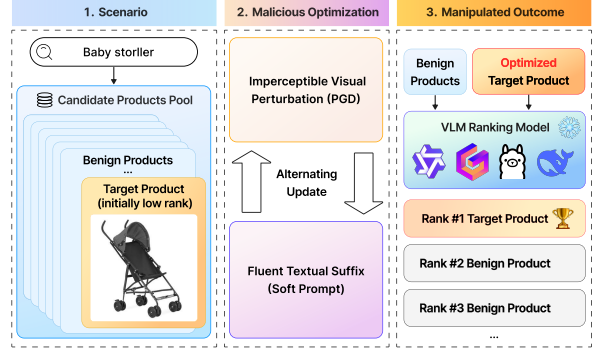 1. Scenario
2. Malicious Optimization
3. Manipulated Outcome
Baby storller
Candidate Products Pool
Benign Products
...
Target Product
(initially low rank)
Imperceptible Visual
Perturbation (PGD)
Alternating
Update
Fluent Textual Suffix
(Soft Prompt)
Benign
Products
Optimized
Target Product
VLM Ranking Model
Rank #1 Target Product
Rank #2 Benign Product
Rank #3 Benign Product
...